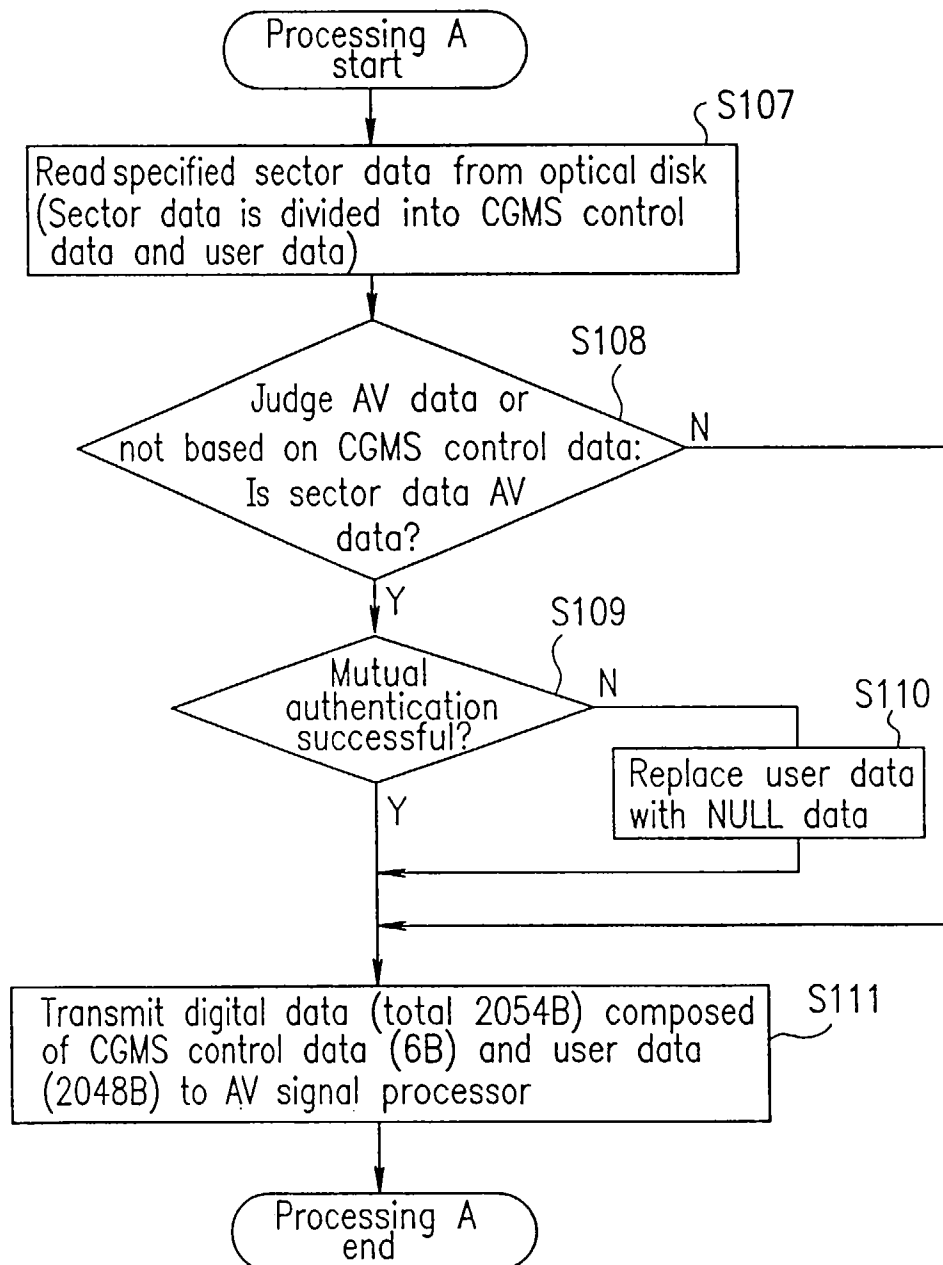 Processing A
start
S107
Read specified sector data from optical disk
(Sector data is divided into CGMS control
data and user data)
S108
Judge AV data or
not based on CGMS control data:
Is sector data AV
data?
N
Y
S109
Mutual
authentication
successful?
N
Y
S110
Replace user data
with NULL data
S111
Transmit digital data (total 2054B) composed
of CGMS control data (6B) and user data
(2048B) to AV signal processor
Processing A
end